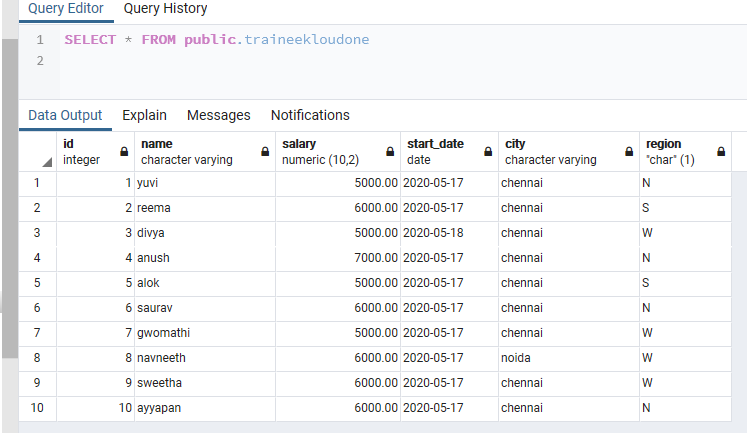 Query Editor Query History
1 SELECT * FROM public.traineekloudone
2
Data Output Explain Messages Notifications
id name salary start_date city region
integer character varying numeric (10,2) date character varying "char" (1)
1 1 yuvi 5000.00 2020-05-17 chennai N
2 2 reema 6000.00 2020-05-17 chennai S
3 3 divya 5000.00 2020-05-18 chennai W
4 4 anush 7000.00 2020-05-17 chennai N
5 5 alok 5000.00 2020-05-17 chennai S
6 6 saurav 6000.00 2020-05-17 chennai N
7 7 gwomathi 5000.00 2020-05-17 chennai W
8 8 navneeth 6000.00 2020-05-17 noida W
9 9 sweetha 6000.00 2020-05-17 chennai W
10 10 ayyapan 6000.00 2020-05-17 chennai N